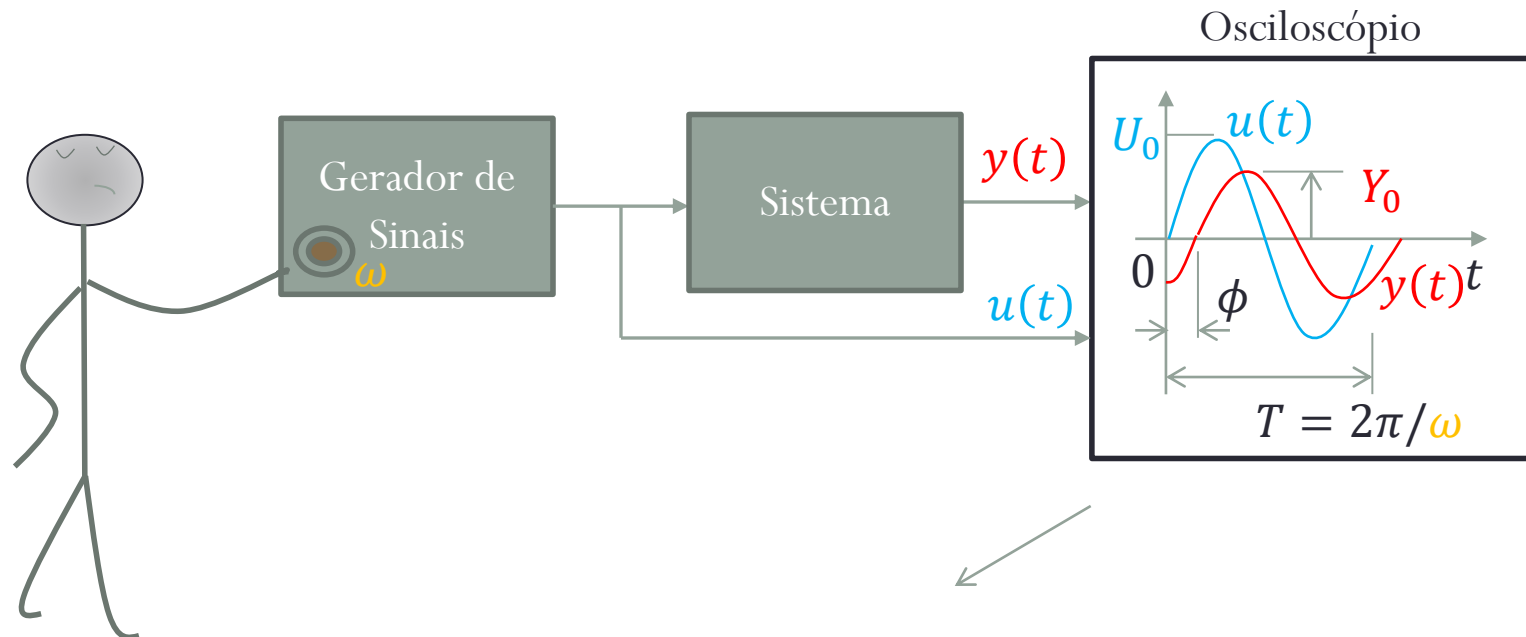 Osciloscópio
Gerador de
Sinais
ω
Sistema
y(t)
u(t)
U₀
u(t)
Y₀
0
ϕ
y(t)
t
T = 2π/ω